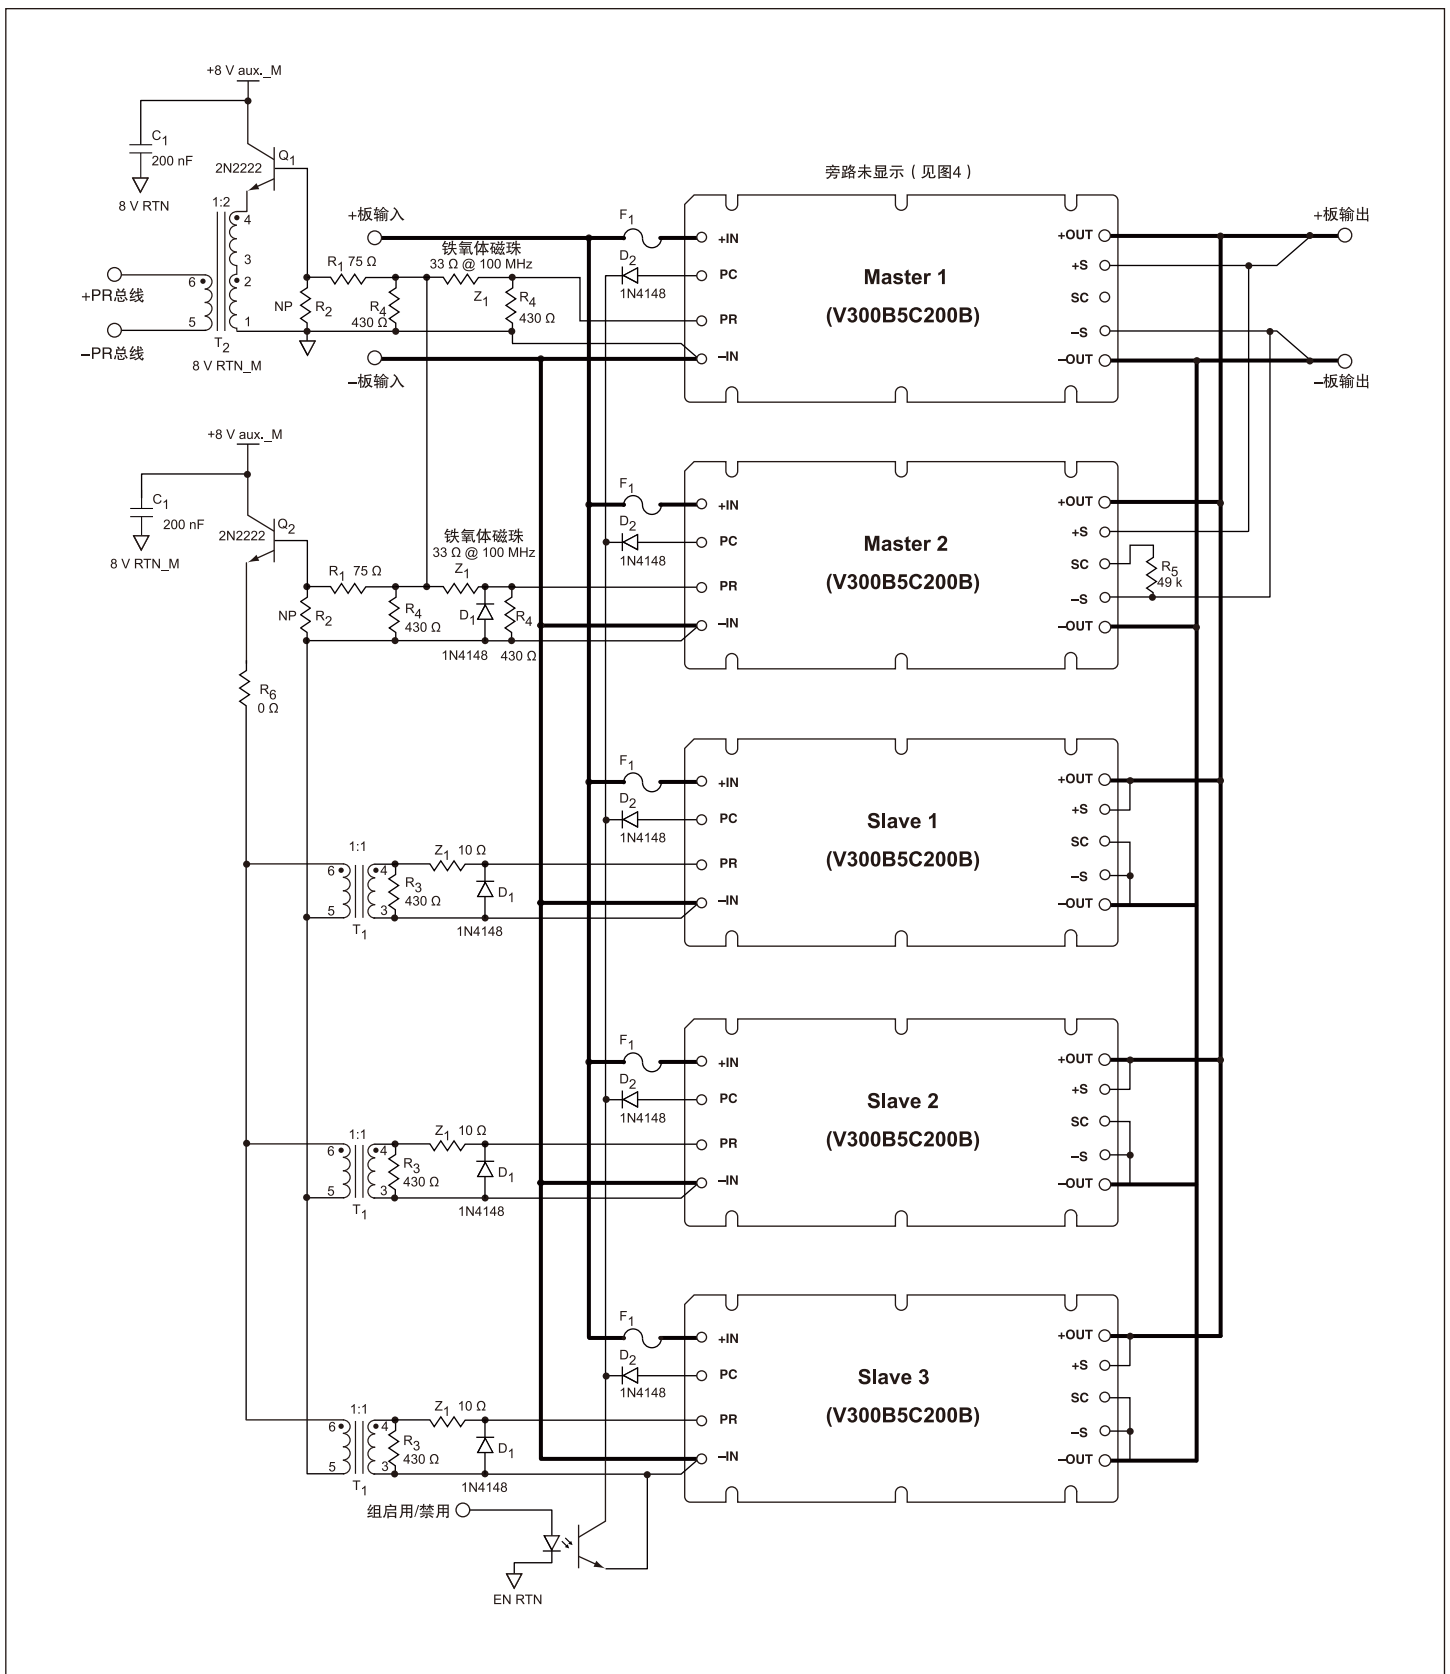 +8 V aux._M
C1
200 nF
8 V RTN
2N2222
Q1
1:2
4
3
2
1
6
5
T2
8 V RTN_M
+PR总线
–PR总线
NP
R2
R1 75 Ω
R4
430 Ω
铁氧体磁珠
33 Ω @ 100 MHz
Z1
R4
430 Ω
+板输入
–板输入
旁路未显示（见图4）
F1
D2
1N4148
+IN
PC
PR
–IN
Master 1
(V300B5C200B)
+OUT
+S
SC
–S
–OUT
+板输出
–板输出
+8 V aux._M
C1
200 nF
8 V RTN_M
2N2222
Q2
NP
R2
R1 75 Ω
R4
430 Ω
铁氧体磁珠
33 Ω @ 100 MHz
Z1
D1
1N4148
R4
430 Ω
F1
D2
1N4148
+IN
PC
PR
–IN
Master 2
(V300B5C200B)
+OUT
+S
SC
–S
–OUT
R5
49 k
R6
0 Ω
1:1
6
5
4
3
T1
R3
430 Ω
Z1 10 Ω
D1
1N4148
F1
D2
1N4148
+IN
PC
PR
–IN
Slave 1
(V300B5C200B)
+OUT
+S
SC
–S
–OUT
1:1
6
5
4
3
T1
R3
430 Ω
Z1 10 Ω
D1
1N4148
F1
D2
1N4148
+IN
PC
PR
–IN
Slave 2
(V300B5C200B)
+OUT
+S
SC
–S
–OUT
1:1
6
5
4
3
T1
R3
430 Ω
Z1 10 Ω
D1
1N4148
F1
D2
1N4148
+IN
PC
PR
–IN
Slave 3
(V300B5C200B)
+OUT
+S
SC
–S
–OUT
组启用/禁用
EN RTN